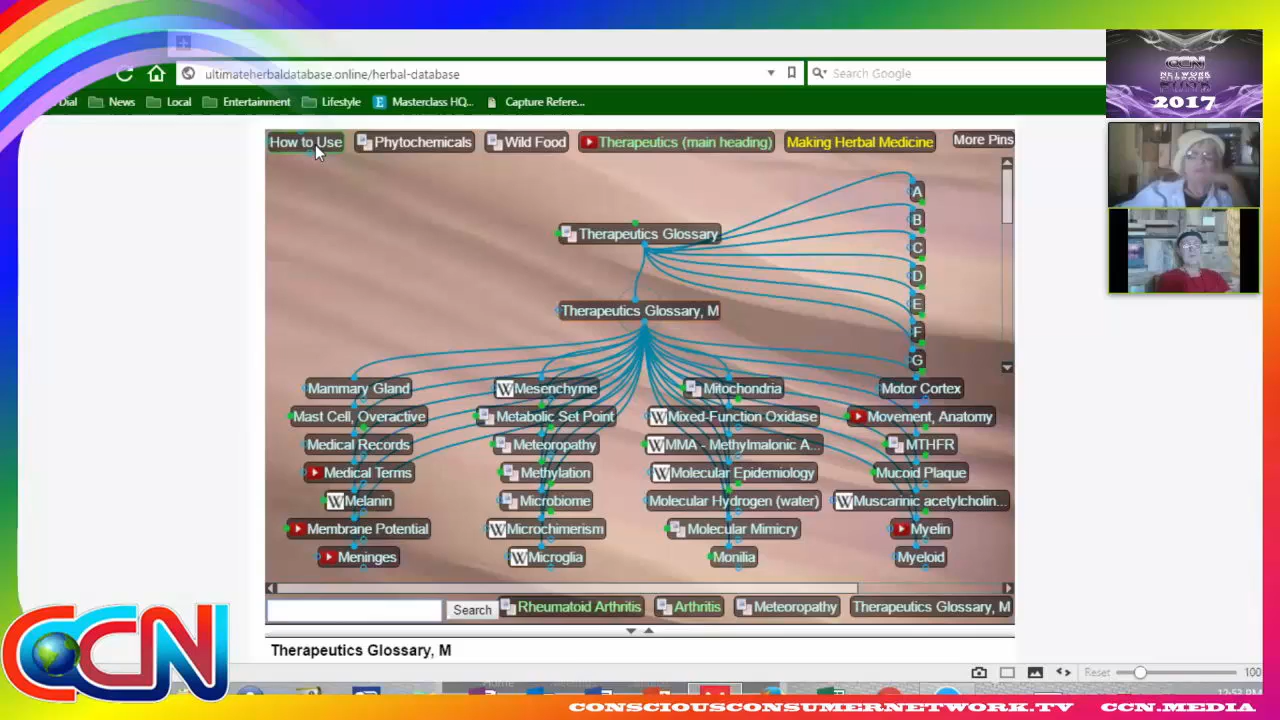 ultimateherbaldatabase.online/herbal-database
Search Google
Dial
News
Local
Entertainment
Lifestyle
Masterclass HQ...
Capture Refere...
CCN
NETWORK
SUPPORT
2017
How to Use
Phytochemicals
Wild Food
Therapeutics (main heading)
Making Herbal Medicine
More Pins
A
B
Therapeutics Glossary
C
D
E
Therapeutics Glossary, M
F
G
Mammary Gland
Mesenchyme
Mitochondria
Motor Cortex
Mast Cell, Overactive
Metabolic Set Point
Mixed-Function Oxidase
Movement, Anatomy
Medical Records
Meteoropathy
MMA - Methylmalonic A...
MTHFR
Medical Terms
Methylation
Molecular Epidemiology
Mucoid Plaque
Melanin
Microbiome
Molecular Hydrogen (water)
Muscarinic acetylcholin...
Membrane Potential
Microchimerism
Molecular Mimicry
Myelin
Meninges
Microglia
Monilia
Myeloid
Search
Rheumatoid Arthritis
Arthritis
Meteoropathy
Therapeutics Glossary, M
Therapeutics Glossary, M
Reset
100
CCN
CONSCIOUSCONSUMERNETWORK.TV
CCN.MEDIA